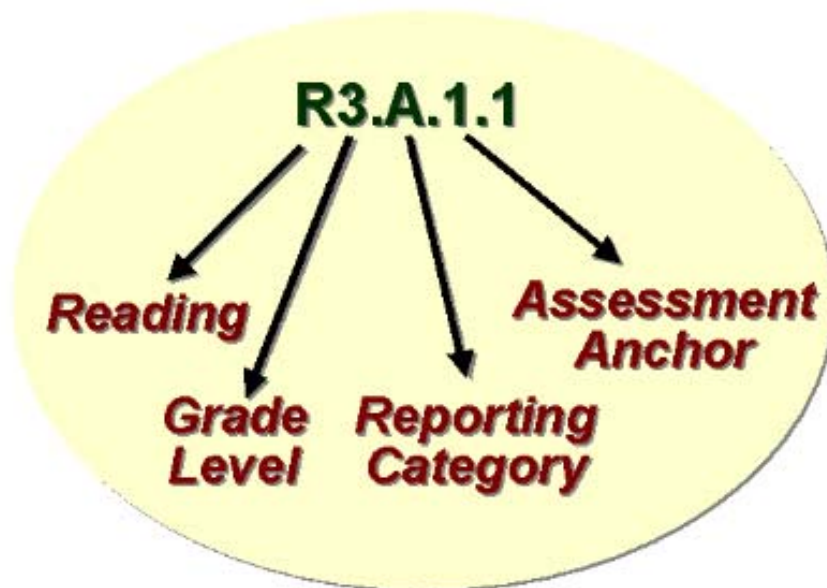 R3.A.1.1
Reading
Assessment
Anchor
Grade
Level
Reporting
Category